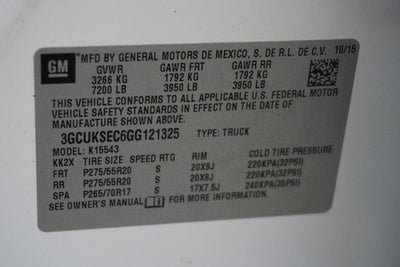 GM
MFD BY GENERAL MOTORS DE MEXICO, S. DE R.L. DE C.V. 10/15
GVWR GAWR FRT GAWR RR
3266 KG 1792 KG 1792 KG
7200 LB 3950 LB 3950 LB
THIS VEHICLE CONFORMS TO ALL APPLICABLE U.S. FEDERAL MOTOR
VEHICLE SAFETY STANDARDS IN EFFECT ON THE DATE OF
MANUFACTURE SHOWN ABOVE.
3GCUKSEC6GG121325 TYPE: TRUCK
MODEL: K15543
KK2X TIRE SIZE SPEED RTG RIM COLD TIRE PRESSURE
FRT P275/55R20 S 20X9J 220KPA(32PSI)
RR P275/55R20 S 20X9J 220KPA(32PSI)
SPA P265/70R17 S 17X7.5J 240KPA(35PSI)
SEE OWNER'S MANUAL FOR ADDITIONAL INFORMATION